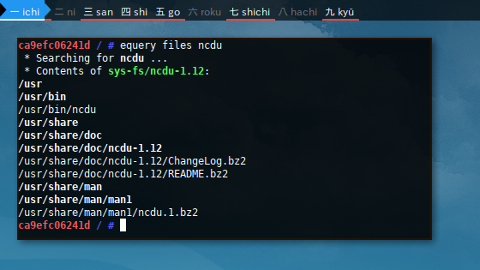 一 ichi 二 ni 三 san 四 shi 五 go 六 roku 七 shichi 八 hachi 九 kyú
ca9efc06241d / # equery files ncdu
* Searching for ncdu ...
* Contents of sys-fs/ncdu-1.12:
/usr
/usr/bin
/usr/bin/ncdu
/usr/share
/usr/share/doc
/usr/share/doc/ncdu-1.12
/usr/share/doc/ncdu-1.12/ChangeLog.bz2
/usr/share/doc/ncdu-1.12/README.bz2
/usr/share/man
/usr/share/man/man1
/usr/share/man/man1/ncdu.1.bz2
ca9efc06241d / #